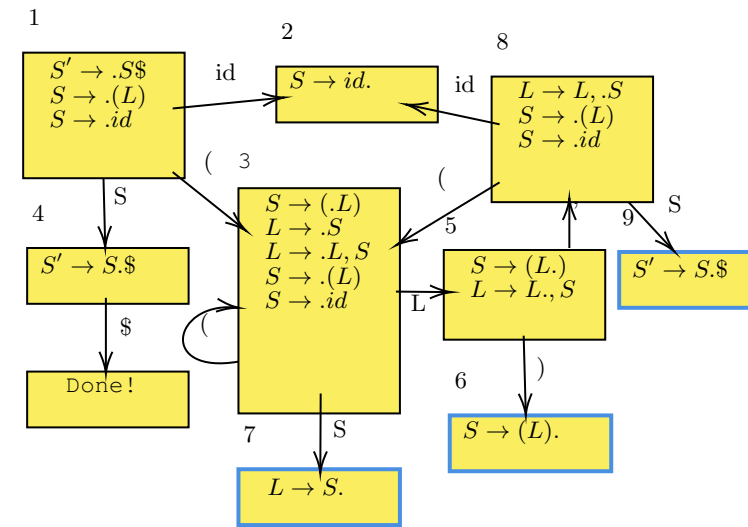 1
S′ → .S$
S → .(L)
S → .id
id
2
S → id.
8
L → L, .S
S → .(L)
S → .id
id
(
3
S → (.L)
L → .S
L → .L, S
S → .(L)
S → .id
(
S
4
S′ → S.$
$
Done!
(
5
S → (L.)
L → L., S
L
,
9
S
S′ → S.$
)
6
S → (L).
7
S
L → S.